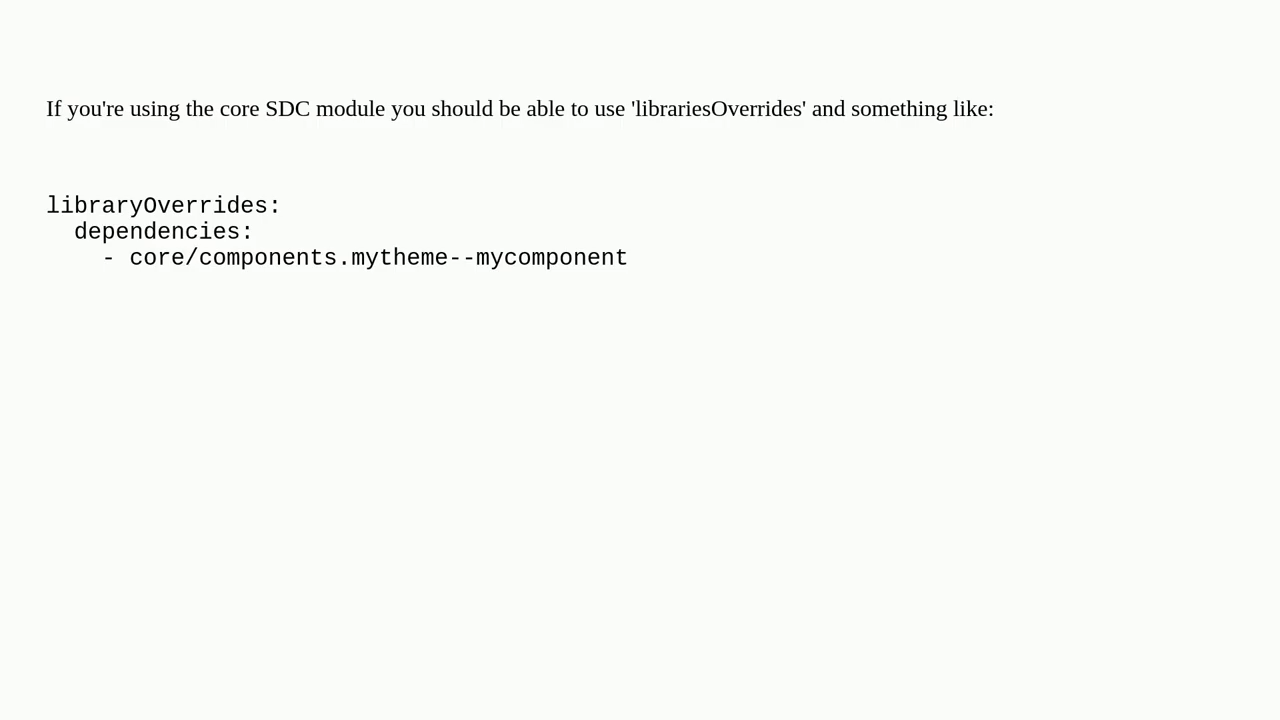 If you're using the core SDC module you should be able to use 'librariesOverrides' and something like:
libraryOverrides:
  dependencies:
    - core/components.mytheme--mycomponent